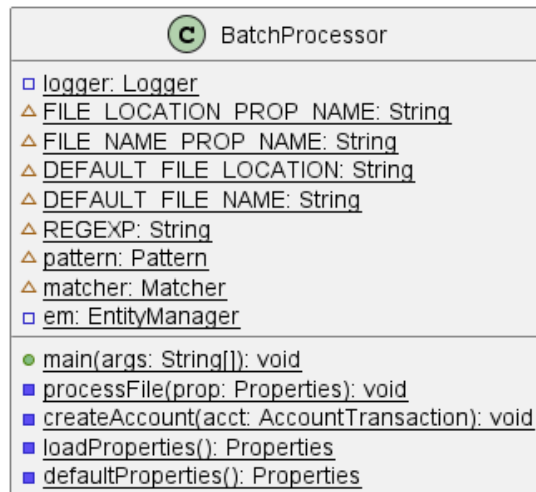 C BatchProcessor
logger: Logger
FILE_LOCATION_PROP_NAME: String
FILE_NAME_PROP_NAME: String
DEFAULT_FILE_LOCATION: String
DEFAULT_FILE_NAME: String
REGEXP: String
pattern: Pattern
matcher: Matcher
em: EntityManager
main(args: String[]): void
processFile(prop: Properties): void
createAccount(acct: AccountTransaction): void
loadProperties(): Properties
defaultProperties(): Properties